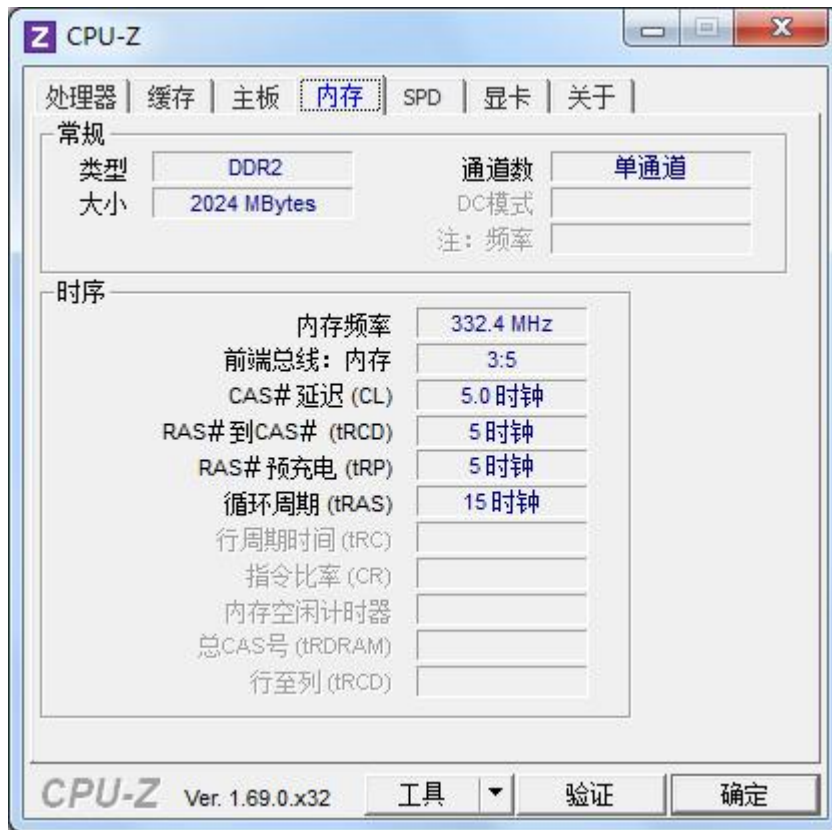 CPU-Z
处理器 缓存 主板 内存 SPD 显卡 关于
常规
类型 DDR2 通道数 单通道
大小 2024 MBytes DC模式
注：频率
时序
内存频率 332.4 MHz
前端总线：内存 3:5
CAS# 延迟 (CL) 5.0 时钟
RAS# 到CAS# (tRCD) 5 时钟
RAS# 预充电 (tRP) 5 时钟
循环周期 (tRAS) 15 时钟
行周期时间 (tRC)
指令比率 (CR)
内存空闲计时器
总CAS号 (tRDRAM)
行至列 (tRCD)
CPU-Z Ver. 1.69.0.x32 工具 验证 确定